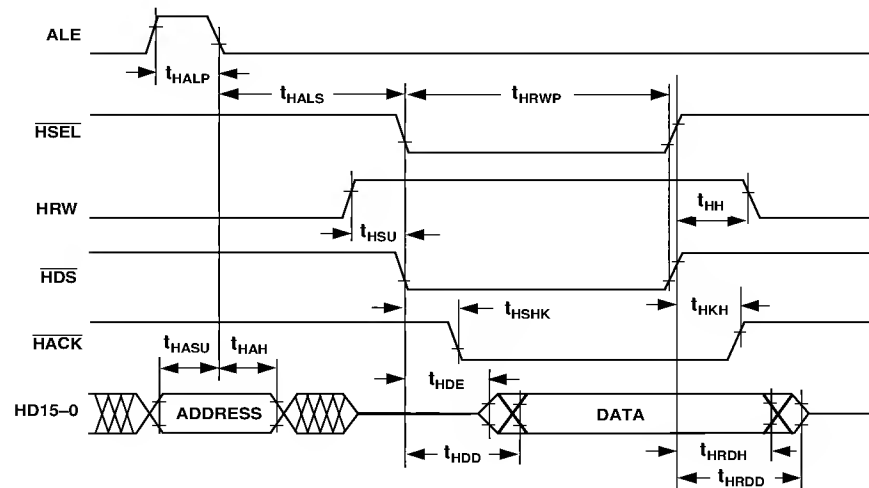 ALE
tHALP
tHALS
tHRWP
HSEL
HRW
tHSU
tHH
HDS
tHSHK
tHKH
HACK
tHASU
tHAH
tHDE
HD15–0
ADDRESS
DATA
tHDD
tHRDH
tHRDD